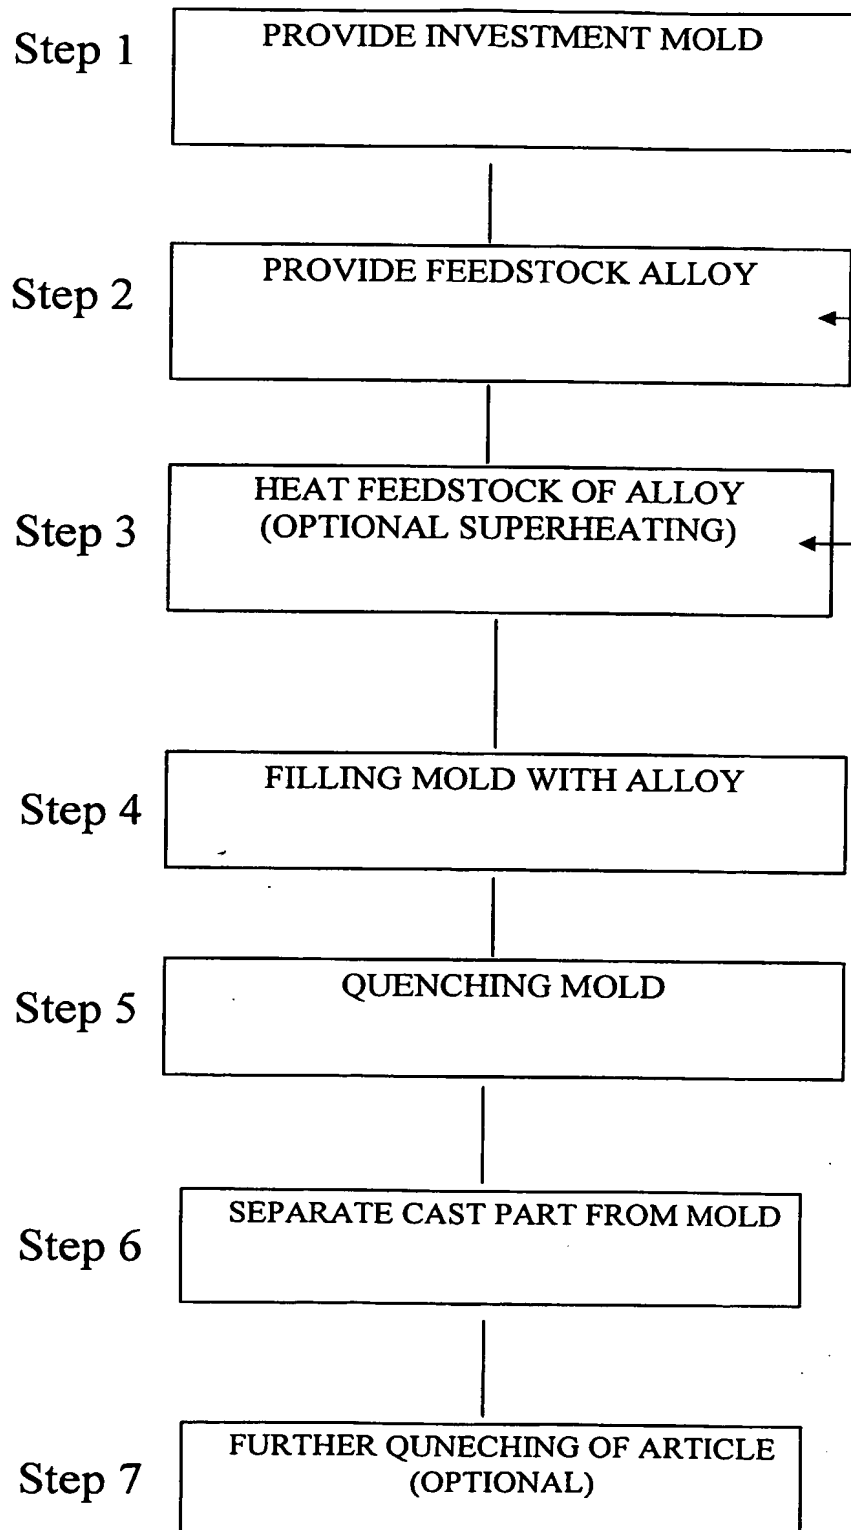 Step 1
PROVIDE INVESTMENT MOLD
Step 2
PROVIDE FEEDSTOCK ALLOY
Step 3
HEAT FEEDSTOCK OF ALLOY
(OPTIONAL SUPERHEATING)
Step 4
FILLING MOLD WITH ALLOY
Step 5
QUENCHING MOLD
Step 6
SEPARATE CAST PART FROM MOLD
Step 7
FURTHER QUNECHING OF ARTICLE
(OPTIONAL)